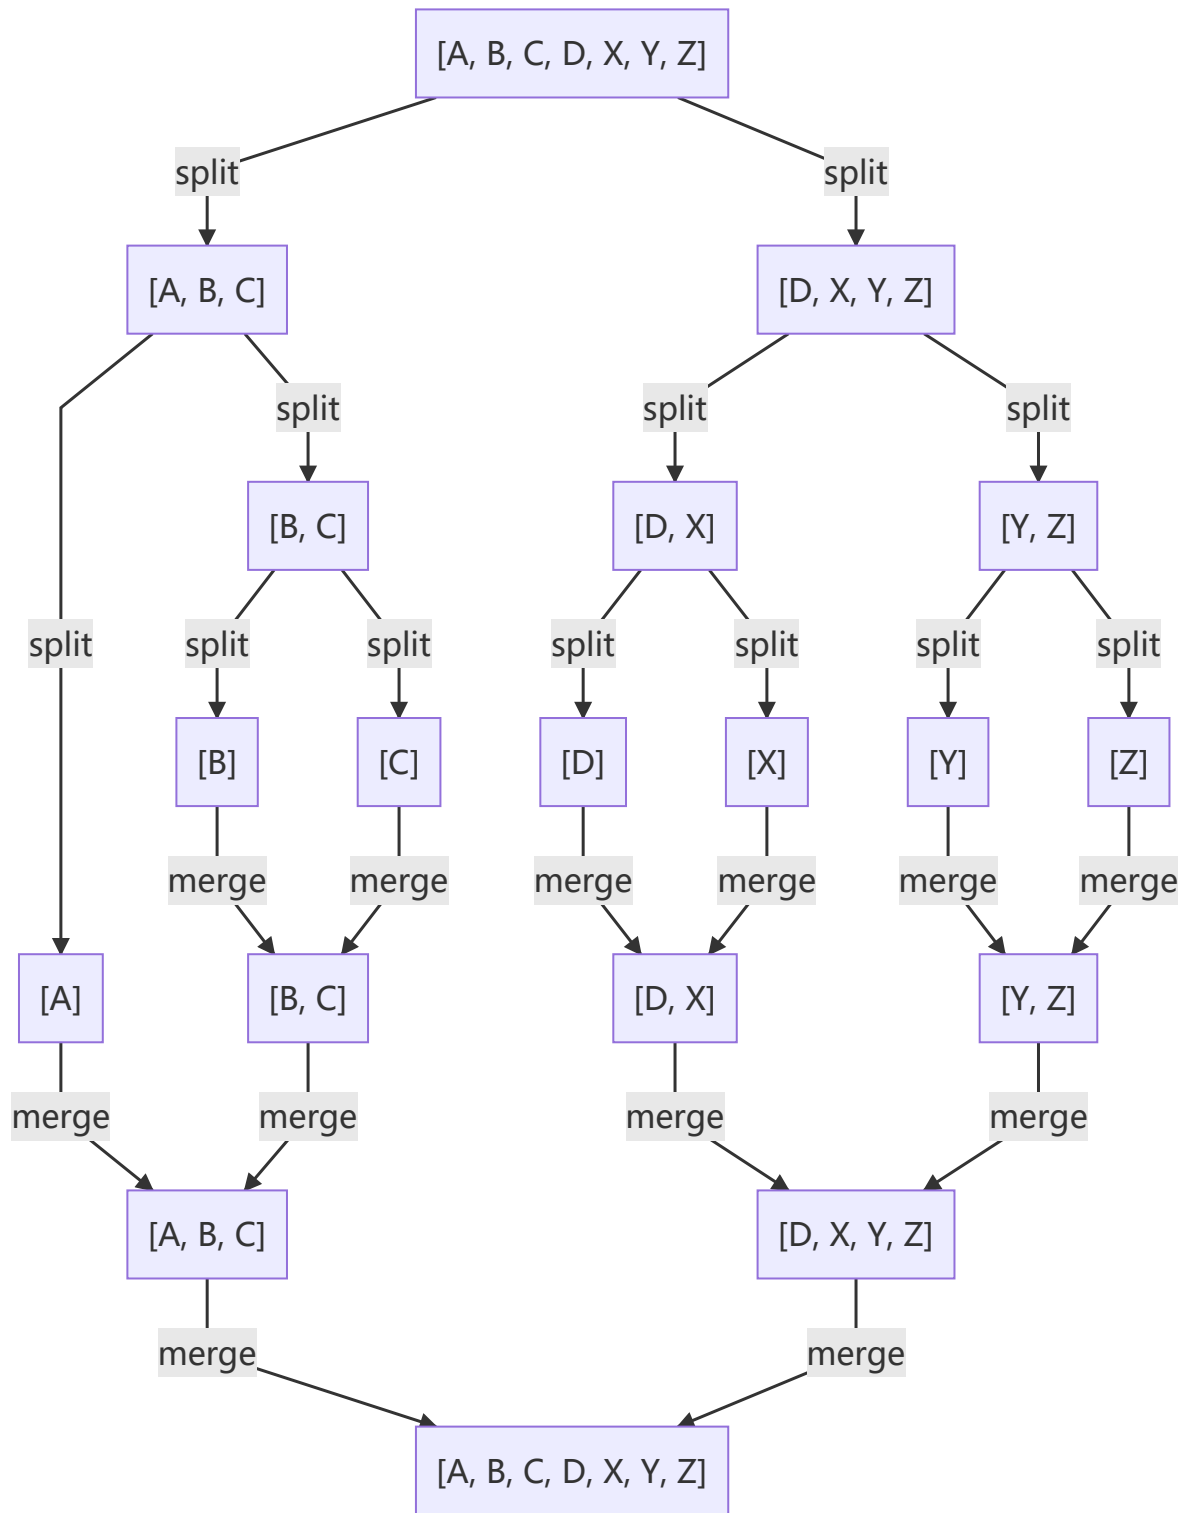 [A, B, C, D, X, Y, Z]
split
split
[A, B, C]
[D, X, Y, Z]
split
split
split
[B, C]
[D, X]
[Y, Z]
split
split
split
split
split
split
split
[B]
[C]
[D]
[X]
[Y]
[Z]
merge
merge
merge
merge
merge
merge
[A]
[B, C]
[D, X]
[Y, Z]
merge
merge
merge
merge
[A, B, C]
[D, X, Y, Z]
merge
merge
[A, B, C, D, X, Y, Z]